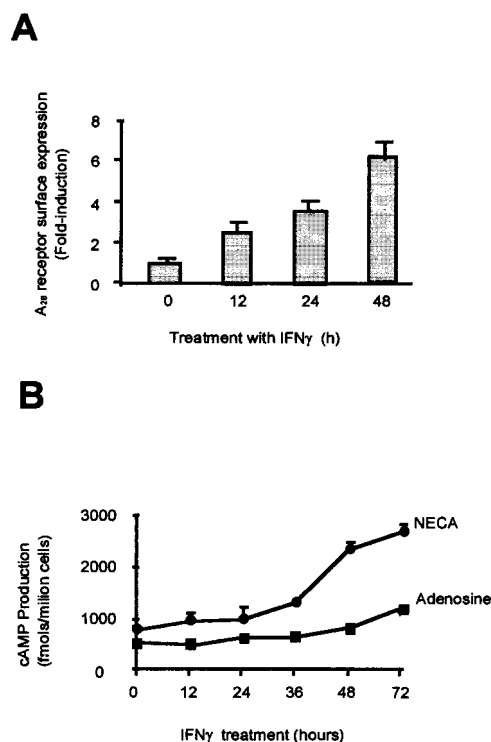 A
A₂B receptor surface expression
(Fold-induction)
8
6
4
2
0
0 12 24 48
Treatment with IFNγ (h)
B
cAMP Production
(fmols/milion cells)
3000
2000
1000
0
NECA
Adenosine
0 12 24 36 48 72
IFNγ treatment (hours)